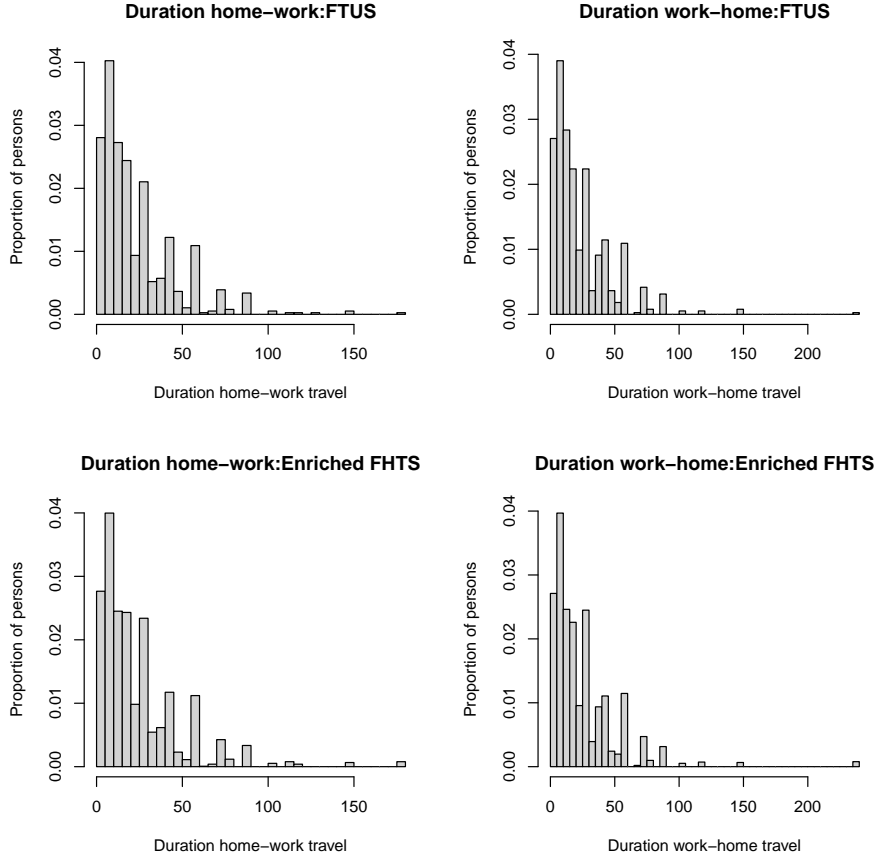 Duration home−work:FTUS
Proportion of persons
0.00 0.01 0.02 0.03 0.04
0 50 100 150
Duration home−work travel
Duration work−home:FTUS
Proportion of persons
0.00 0.01 0.02 0.03 0.04
0 50 100 150 200
Duration work−home travel
Duration home−work:Enriched FHTS
Proportion of persons
0.00 0.01 0.02 0.03 0.04
0 50 100 150
Duration home−work travel
Duration work−home:Enriched FHTS
Proportion of persons
0.00 0.01 0.02 0.03 0.04
0 50 100 150 200
Duration work−home travel